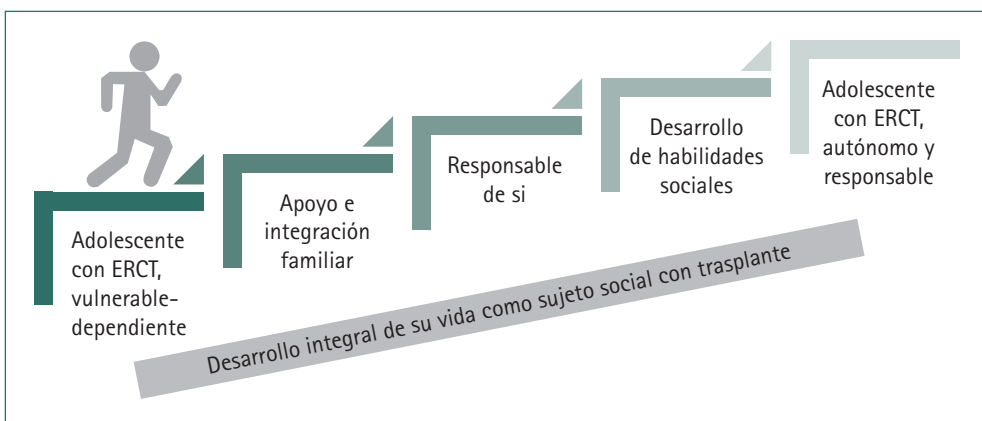 Adolescente
con ERCT,
vulnerable-
dependiente
Apoyo e
integración
familiar
Responsable
de si
Desarrollo
de habilidades
sociales
Adolescente
con ERCT,
autónomo y
responsable
Desarrollo integral de su vida como sujeto social con trasplante